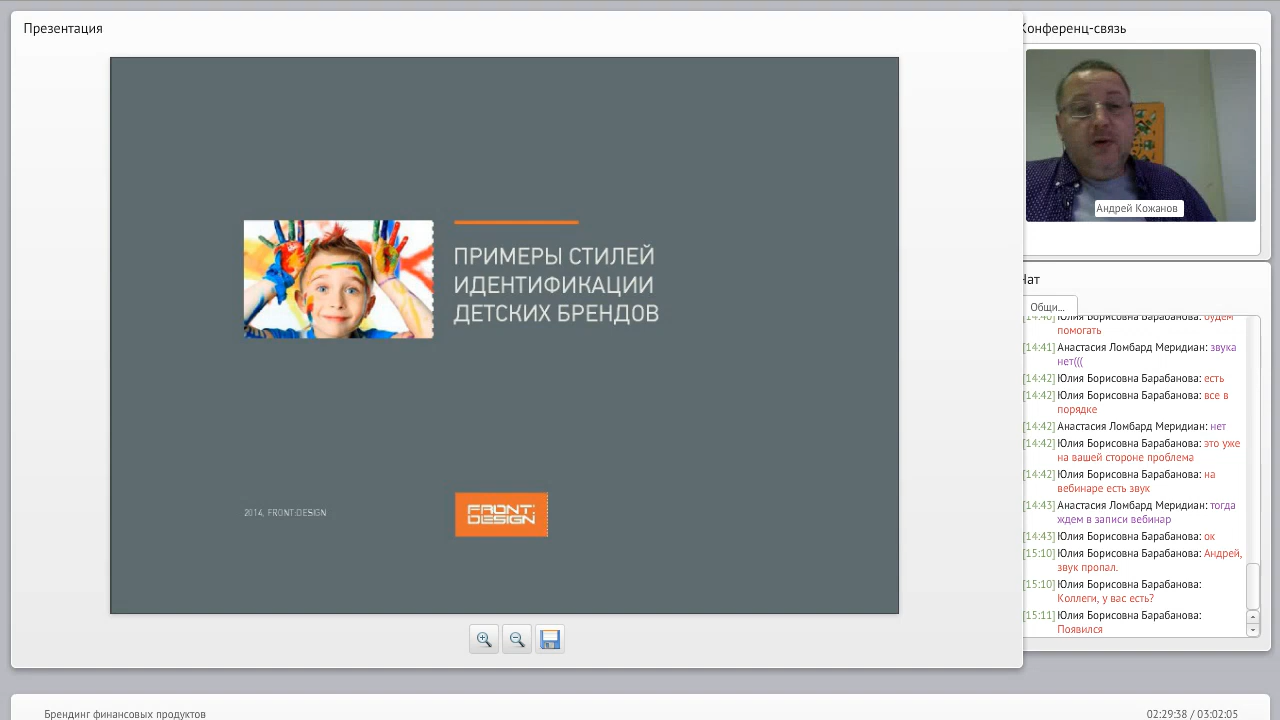 Презентация
ПРИМЕРЫ СТИЛЕЙ
ИДЕНТИФИКАЦИИ
ДЕТСКИХ БРЕНДОВ
2014, FRONT:DESIGN
FRONT:
DESIGN
Конференц-связь
Андрей Кожанов
Чат
Общи...
[14:40] Юлия Борисовна Барабанова: будем
помогать
[14:41] Анастасия Ломбард Меридиан: звука
нет(((
[14:42] Юлия Борисовна Барабанова: есть
[14:42] Юлия Борисовна Барабанова: все в
порядке
[14:42] Анастасия Ломбард Меридиан: нет
[14:42] Юлия Борисовна Барабанова: это уже
на вашей стороне проблема
[14:42] Юлия Борисовна Барабанова: на
вебинаре есть звук
[14:43] Анастасия Ломбард Меридиан: тогда
ждем в записи вебинар
[14:43] Юлия Борисовна Барабанова: ок
[15:10] Юлия Борисовна Барабанова: Андрей,
звук пропал.
[15:10] Юлия Борисовна Барабанова:
Коллеги, у вас есть?
[15:11] Юлия Борисовна Барабанова:
Появился
Брендинг финансовых продуктов
02:29:38 / 03:02:05